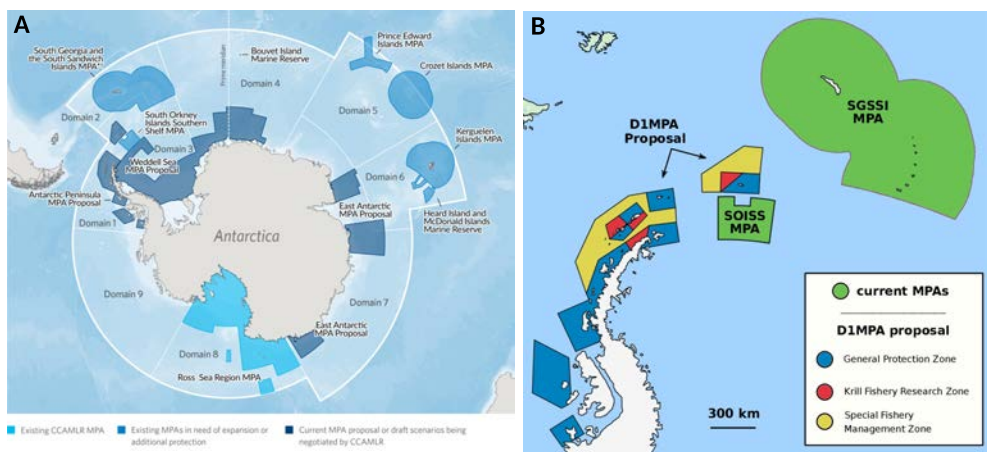 A
South Georgia and
the South Sandwich
Islands MPA*
Prime meridian
Bouvet Island
Marine Reserve
Prince Edward
Islands MPA
Crozet Islands MPA
Domain 4
Domain 5
Domain 2
South Orkney
Islands Southern
Shelf MPA
Domain 3
Weddell Sea
MPA Proposal
Kerguelen
Islands MPA
Antarctic Peninsula
MPA Proposal
Domain 6
East Antarctic
MPA Proposal
Heard Island and
McDonald Islands
Marine Reserve
Domain 1
Antarctica
Domain 9
Domain 7
East Antarctic
MPA Proposal
Domain 8
Ross Sea Region MPA
Existing CCAMLR MPA
Existing MPAs in need of expansion or
additional protection
Current MPA proposal or draft scenarios being
negotiated by CCAMLR
B
SGSSI
MPA
D1MPA
Proposal
SOISS
MPA
current MPAs
D1MPA proposal
General Protection Zone
Krill Fishery Research Zone
Special Fishery
Management Zone
300 km